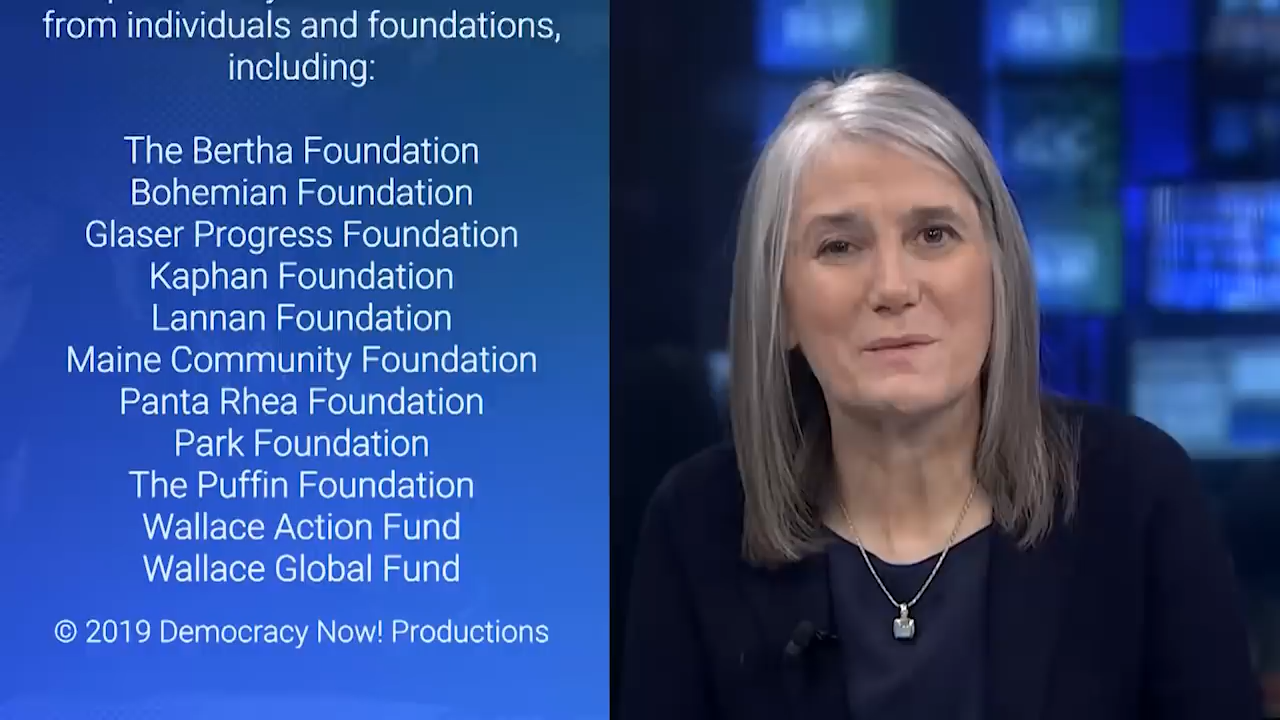 from individuals and foundations,
including:
The Bertha Foundation
Bohemian Foundation
Glaser Progress Foundation
Kaphan Foundation
Lannan Foundation
Maine Community Foundation
Panta Rhea Foundation
Park Foundation
The Puffin Foundation
Wallace Action Fund
Wallace Global Fund
© 2019 Democracy Now! Productions